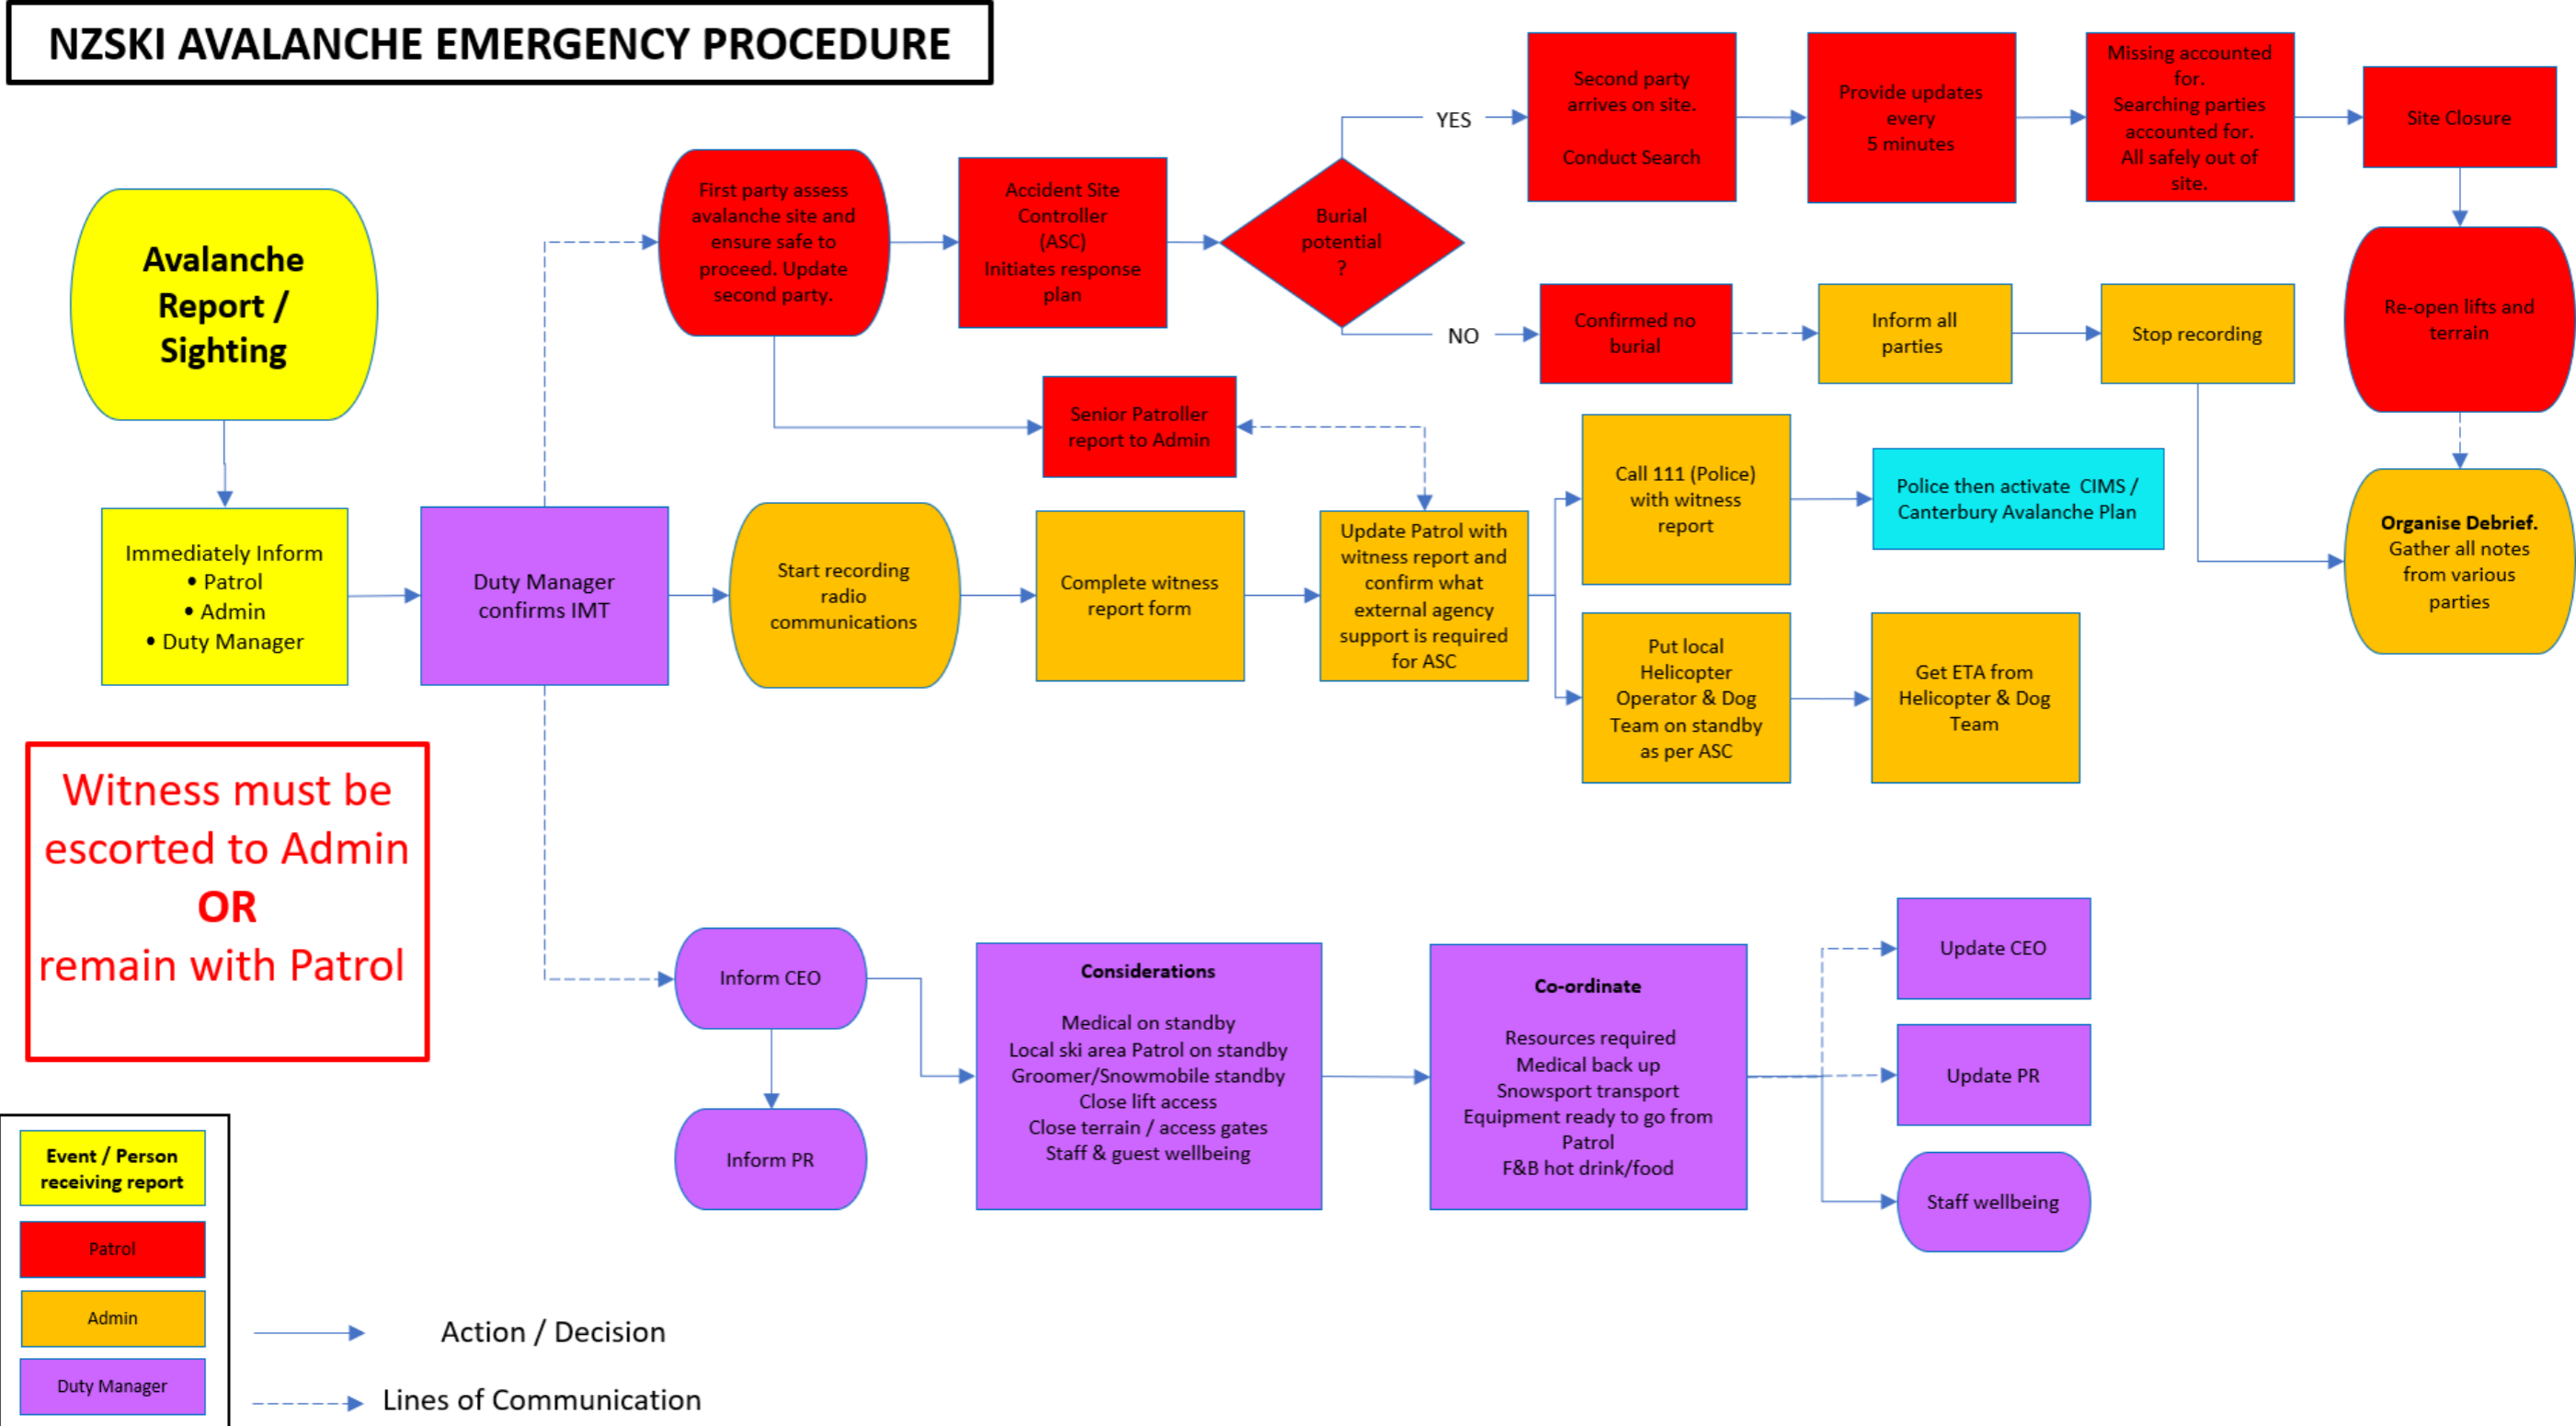 NZSKI AVALANCHE EMERGENCY PROCEDURE
Avalanche
Report /
Sighting
Immediately Inform
• Patrol
• Admin
• Duty Manager
Duty Manager
confirms IMT
First party assess
avalanche site and
ensure safe to
proceed. Update
second party.
Accident Site
Controller
(ASC)
Initiates response
plan
Burial
potential
?
YES
Second party
arrives on site.
Conduct Search
Provide updates
every
5 minutes
Missing accounted
for.
Searching parties
accounted for.
All safely out of
site.
Site Closure
Re-open lifts and
terrain
NO
Confirmed no
burial
Inform all
parties
Stop recording
Organise Debrief.
Gather all notes
from various
parties
Senior Patroller
report to Admin
Start recording
radio
communications
Complete witness
report form
Update Patrol with
witness report and
confirm what
external agency
support is required
for ASC
Call 111 (Police)
with witness
report
Police then activate  CIMS /
Canterbury Avalanche Plan
Put local
Helicopter
Operator & Dog
Team on standby
as per ASC
Get ETA from
Helicopter & Dog
Team
Witness must be
escorted to Admin
OR
remain with Patrol
Inform CEO
Inform PR
Considerations
Medical on standby
Local ski area Patrol on standby
Groomer/Snowmobile standby
Close lift access
Close terrain / access gates
Staff & guest wellbeing
Co-ordinate
Resources required
Medical back up
Snowsport transport
Equipment ready to go from
Patrol
F&B hot drink/food
Update CEO
Update PR
Staff wellbeing
Event / Person
receiving report
Patrol
Admin
Duty Manager
Action / Decision
Lines of Communication